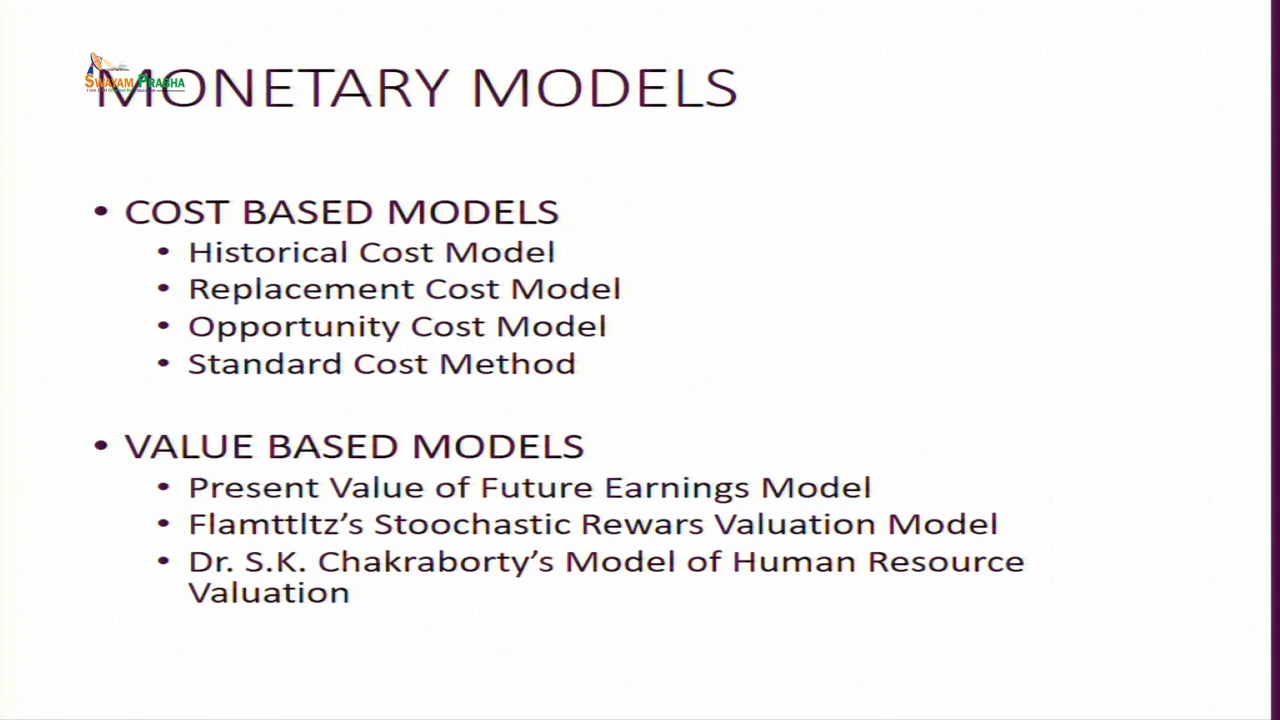 SWAYAM PRABHA
MONETARY MODELS
• COST BASED MODELS
• Historical Cost Model
• Replacement Cost Model
• Opportunity Cost Model
• Standard Cost Method
• VALUE BASED MODELS
• Present Value of Future Earnings Model
• Flamttltz’s Stoochastic Rewars Valuation Model
• Dr. S.K. Chakraborty’s Model of Human Resource
Valuation